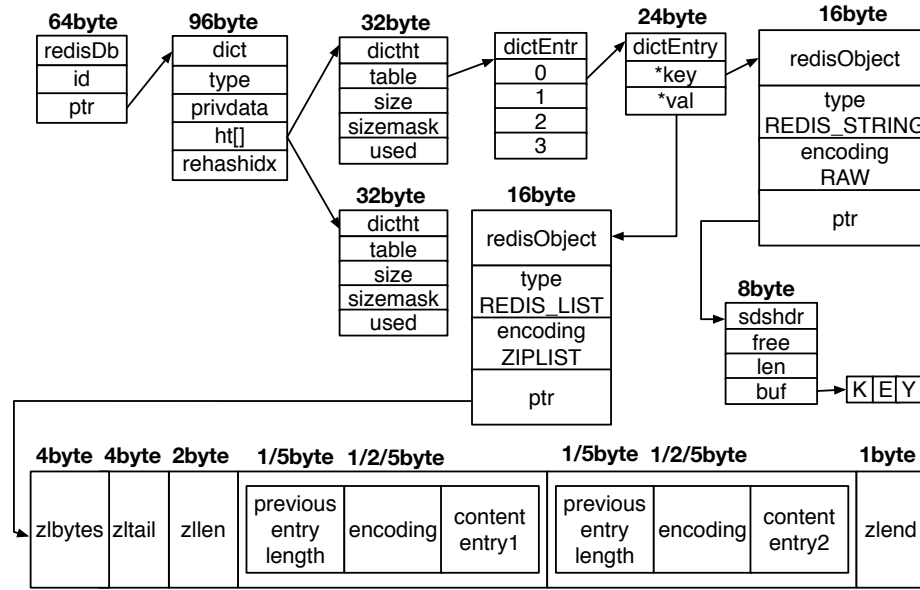 64byte
redisDb
id
ptr
96byte
dict
type
privdata
ht[]
rehashidx
32byte
dictht
table
size
sizemask
used
dictEntr
0
1
2
3
24byte
dictEntry
*key
*val
16byte
redisObject
type
REDIS_STRING
encoding
RAW
ptr
32byte
dictht
table
size
sizemask
used
16byte
redisObject
type
REDIS_LIST
encoding
ZIPLIST
ptr
8byte
sdshdr
free
len
buf
K E Y
4byte 4byte 2byte 1/5byte 1/2/5byte 1/5byte 1/2/5byte 1byte
zlbytes
zltail
zllen
previous
entry
length
encoding
content
entry1
previous
entry
length
encoding
content
entry2
zlend